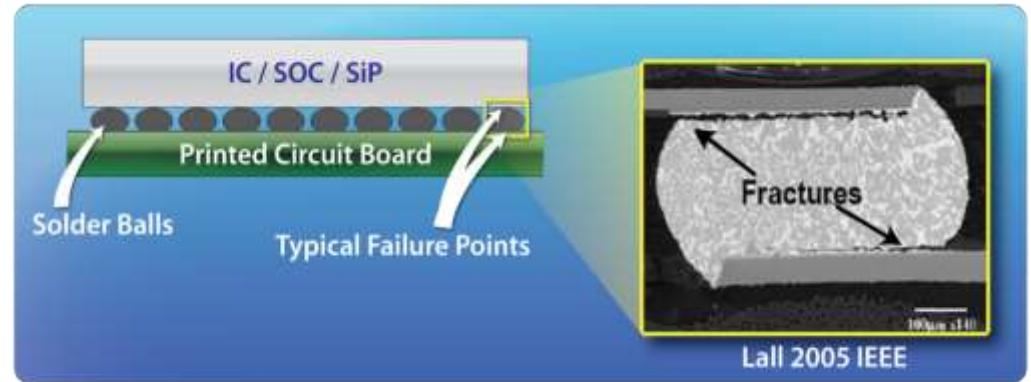 IC / SOC / SiP
Printed Circuit Board
Solder Balls
Typical Failure Points
Fractures
100µm x140
Lall 2005 IEEE